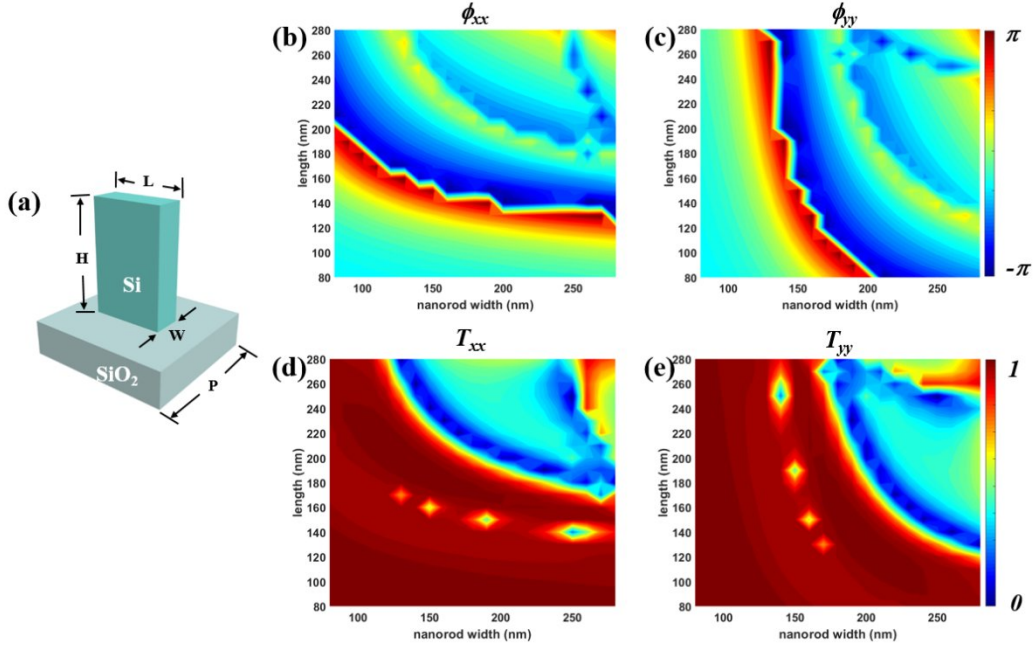 (a)
L
H
Si
W
SiO₂
P
(b)
ϕxx
280
260
240
220
200
180
160
140
120
100
80
length (nm)
100
150
200
250
nanorod width (nm)
(c)
ϕyy
280
260
240
220
200
180
160
140
120
100
80
length (nm)
100
150
200
250
nanorod width (nm)
π
-π
(d)
Txx
280
260
240
220
200
180
160
140
120
100
80
length (nm)
100
150
200
250
nanorod width (nm)
(e)
Tyy
280
260
240
220
200
180
160
140
120
100
80
length (nm)
100
150
200
250
nanorod width (nm)
1
0